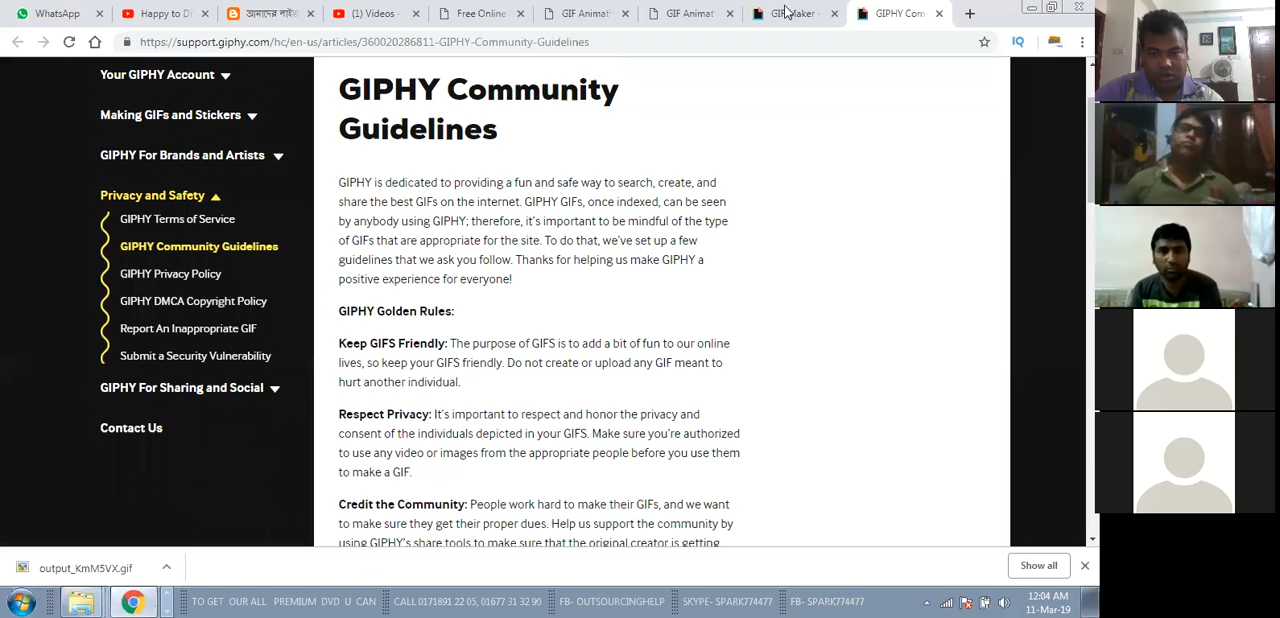 WhatsApp
Happy to D
আমাদের লাইভ
(1) Videos -
Free Online
GIF Animat
GIF Animat
GIF Maker -
GIPHY Com
https://support.giphy.com/hc/en-us/articles/360020286811-GIPHY-Community-Guidelines
IQ
Your GIPHY Account
Making GIFs and Stickers
GIPHY For Brands and Artists
Privacy and Safety
GIPHY Terms of Service
GIPHY Community Guidelines
GIPHY Privacy Policy
GIPHY DMCA Copyright Policy
Report An Inappropriate GIF
Submit a Security Vulnerability
GIPHY For Sharing and Social
Contact Us
GIPHY Community
Guidelines
GIPHY is dedicated to providing a fun and safe way to search, create, and
share the best GIFs on the internet. GIPHY GIFs, once indexed, can be seen
by anybody using GIPHY; therefore, it's important to be mindful of the type
of GIFs that are appropriate for the site. To do that, we've set up a few
guidelines that we ask you follow. Thanks for helping us make GIPHY a
positive experience for everyone!
GIPHY Golden Rules:
Keep GIFS Friendly: The purpose of GIFS is to add a bit of fun to our online
lives, so keep your GIFS friendly. Do not create or upload any GIF meant to
hurt another individual.
Respect Privacy: It's important to respect and honor the privacy and
consent of the individuals depicted in your GIFS. Make sure you're authorized
to use any video or images from the appropriate people before you use them
to make a GIF.
Credit the Community: People work hard to make their GIFs, and we want
to make sure they get their proper dues. Help us support the community by
using GIPHY's share tools to make sure that the original creator is getting
output_KmM5VX.gif
Show all
TO GET OUR ALL PREMIUM DVD U CAN
CALL 0171891 22 05, 01677 31 32 90
FB- OUTSOURCINGHELP
SKYPE- SPARK774477
FB- SPARK774477
12:04 AM
11-Mar-19